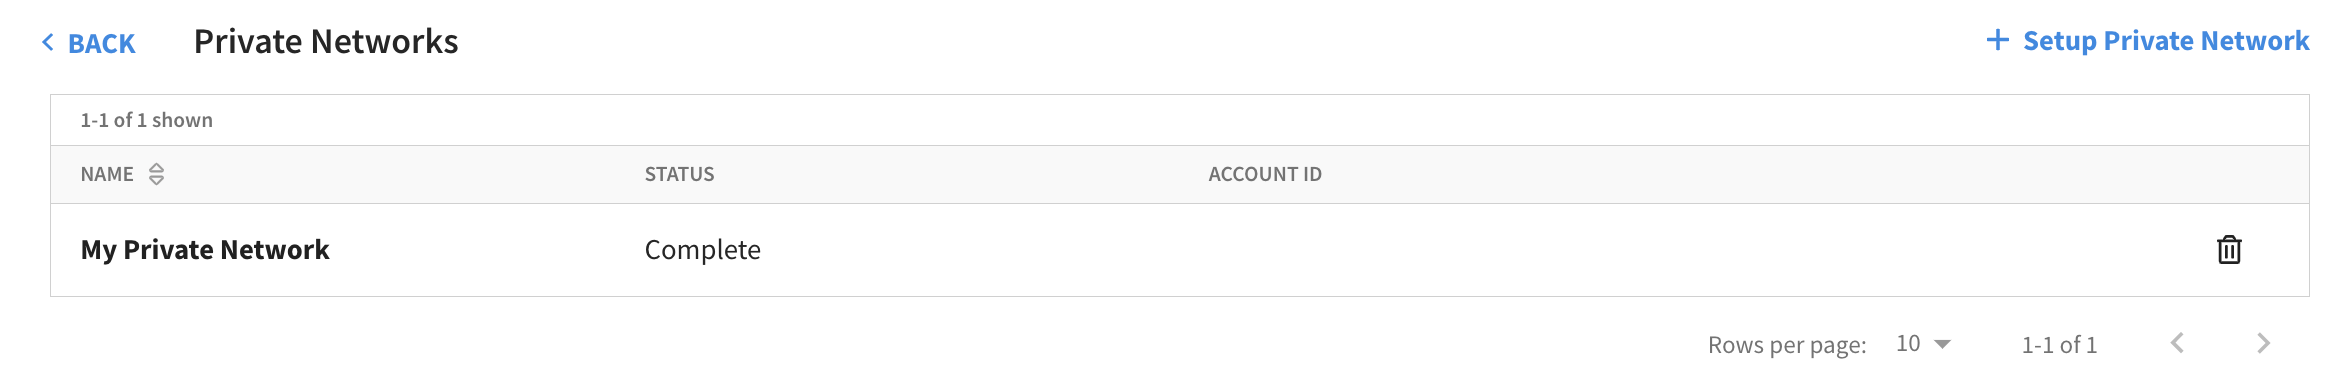 BACK Private Networks + Setup Private Network
1-1 of 1 shown
NAME STATUS ACCOUNT ID
My Private Network Complete
Rows per page: 10 1-1 of 1